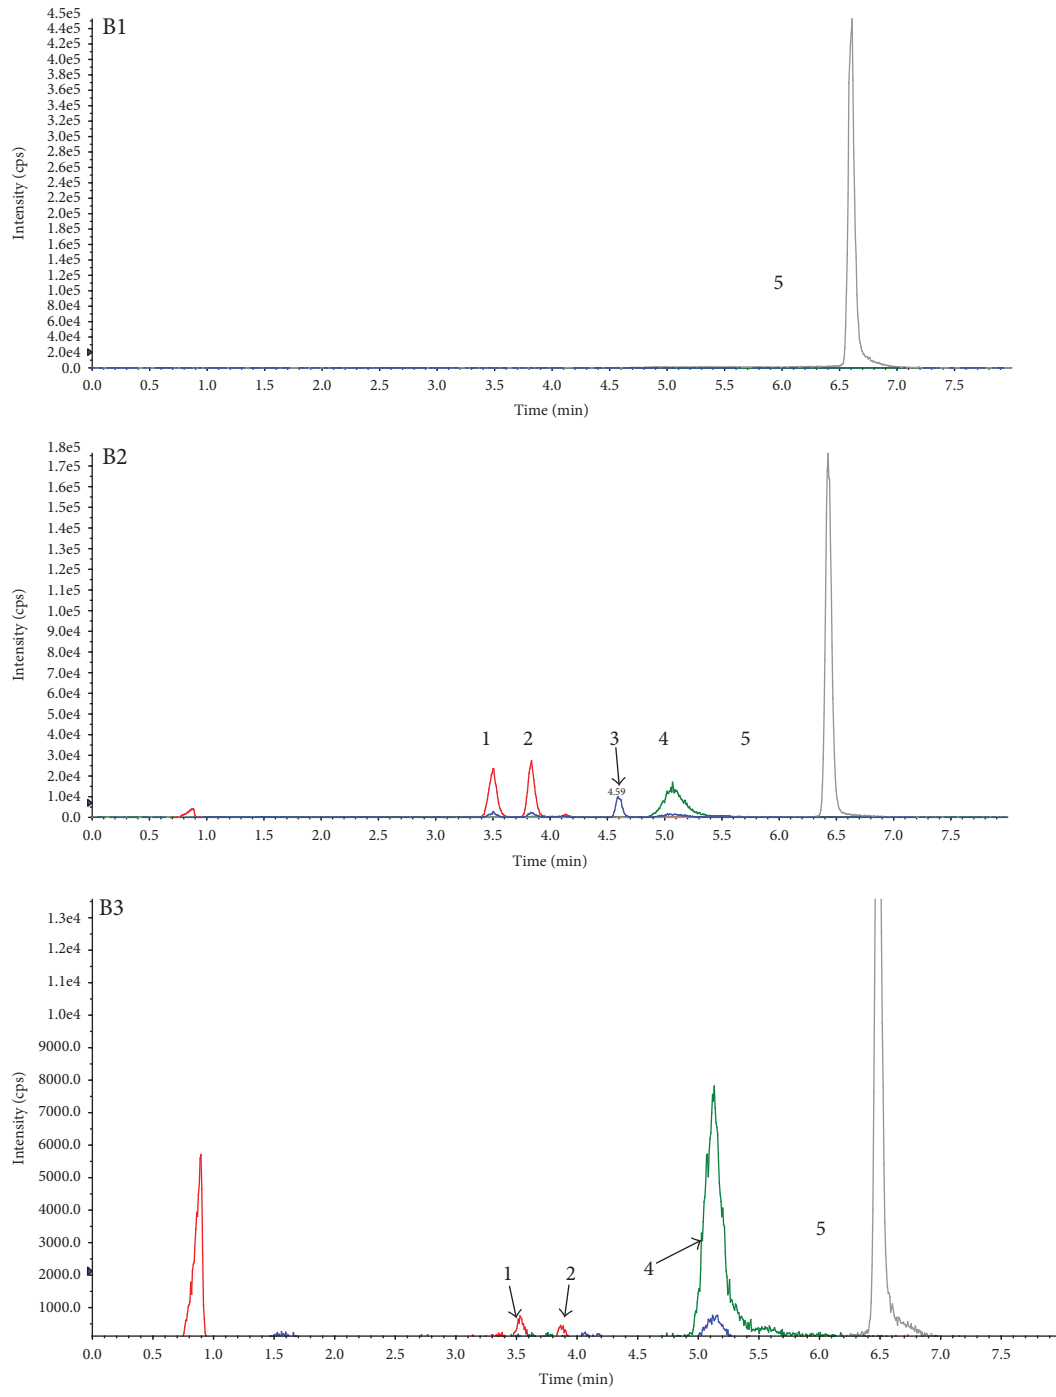 B1
4.5e5
4.4e5
4.2e5
4.0e5
3.8e5
3.6e5
3.4e5
3.2e5
3.0e5
2.8e5
2.6e5
2.4e5
2.2e5
2.0e5
1.8e5
1.6e5
1.4e5
1.2e5
1.0e5
8.0e4
6.0e4
4.0e4
2.0e4
0.0
Intensity (cps)
5
0.0 0.5 1.0 1.5 2.0 2.5 3.0 3.5 4.0 4.5 5.0 5.5 6.0 6.5 7.0 7.5
Time (min)
B2
1.8e5
1.7e5
1.6e5
1.5e5
1.4e5
1.3e5
1.2e5
1.1e5
1.0e5
9.0e4
8.0e4
7.0e4
6.0e4
5.0e4
4.0e4
3.0e4
2.0e4
1.0e4
0.0
Intensity (cps)
1 2 3 4 5
4.59
0.0 0.5 1.0 1.5 2.0 2.5 3.0 3.5 4.0 4.5 5.0 5.5 6.0 6.5 7.0 7.5
Time (min)
B3
1.3e4
1.2e4
1.1e4
1.0e4
9000.0
8000.0
7000.0
6000.0
5000.0
4000.0
3000.0
2000.0
1000.0
Intensity (cps)
1 2 4 5
0.0 0.5 1.0 1.5 2.0 2.5 3.0 3.5 4.0 4.5 5.0 5.5 6.0 6.5 7.0 7.5
Time (min)